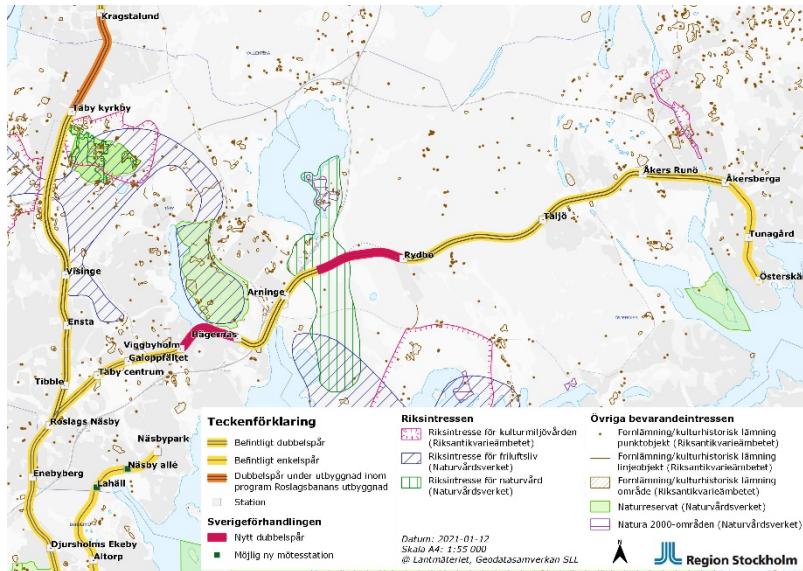 Kragstalund
Täby kyrkby
Åkers Runö
Åkersberga
Täljö
Tunagård
Österskär
Visinge
Rydbo
Arninge
Ensta
Hägernäs
Viggbyholm
Galoppfältet
Täby centrum
Tibble
Roslags Näsby
Näsbypark
Näsby allé
Enebyberg
Lahäll
Djursholms Ekeby
Altorp
Teckenförklaring
Befintligt dubbelspår
Befintligt enkelspår
Dubbelspår under utbyggnad inom
program Roslagsbanans utbyggnad
Station
Sverigeförhandlingen
Nytt dubbelspår
Möjlig ny mötesstation
Riksintressen
Riksintresse för kulturmiljövården
(Riksantikvarieämbetet)
Riksintresse för friluftsliv
(Naturvårdsverket)
Riksintresse för naturvård
(Naturvårdsverket)
Datum: 2021-01-12
Skala A4: 1:55 000
@ Lantmäteriet, Geodatasamverkan SLL
N
Övriga bevarandeintressen
Fornlämning/kulturhistorisk lämning
punktobjekt (Riksantikvarieämbetet)
Fornlämning/kulturhistorisk lämning
linjeobjekt (Riksantikvarieämbetet)
Fornlämning/kulturhistorisk lämning
område (Riksantikvarieämbetet)
Naturreservat (Naturvårdsverket)
Natura 2000-områden (Naturvårdsverket)
Region Stockholm